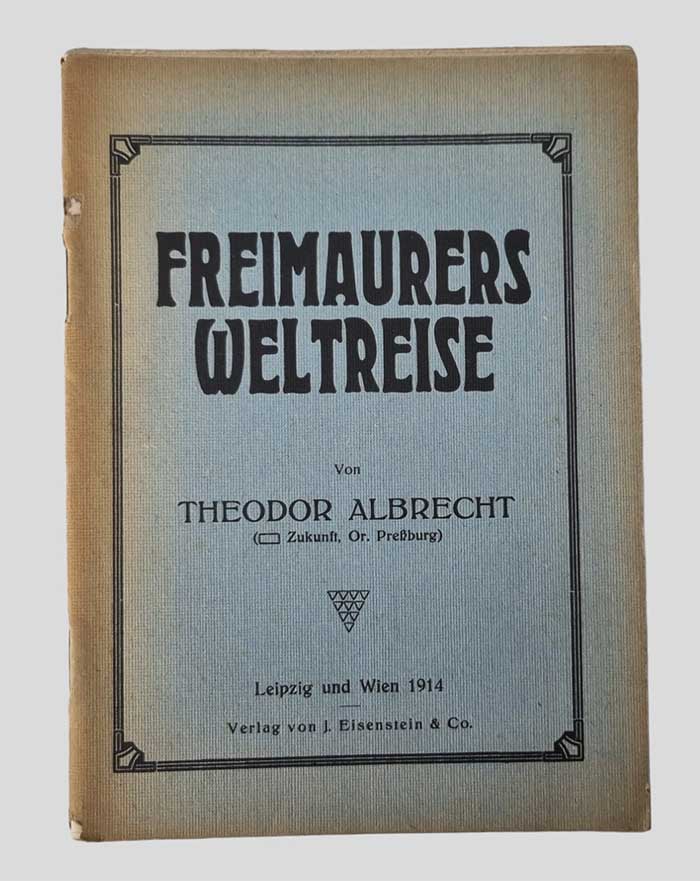 FREIMAURERS
WELTREISE
Von
THEODOR ALBRECHT
(▭ Zukunft, Or. Preßburg)
Leipzig und Wien 1914
Verlag von J. Eisenstein & Co.